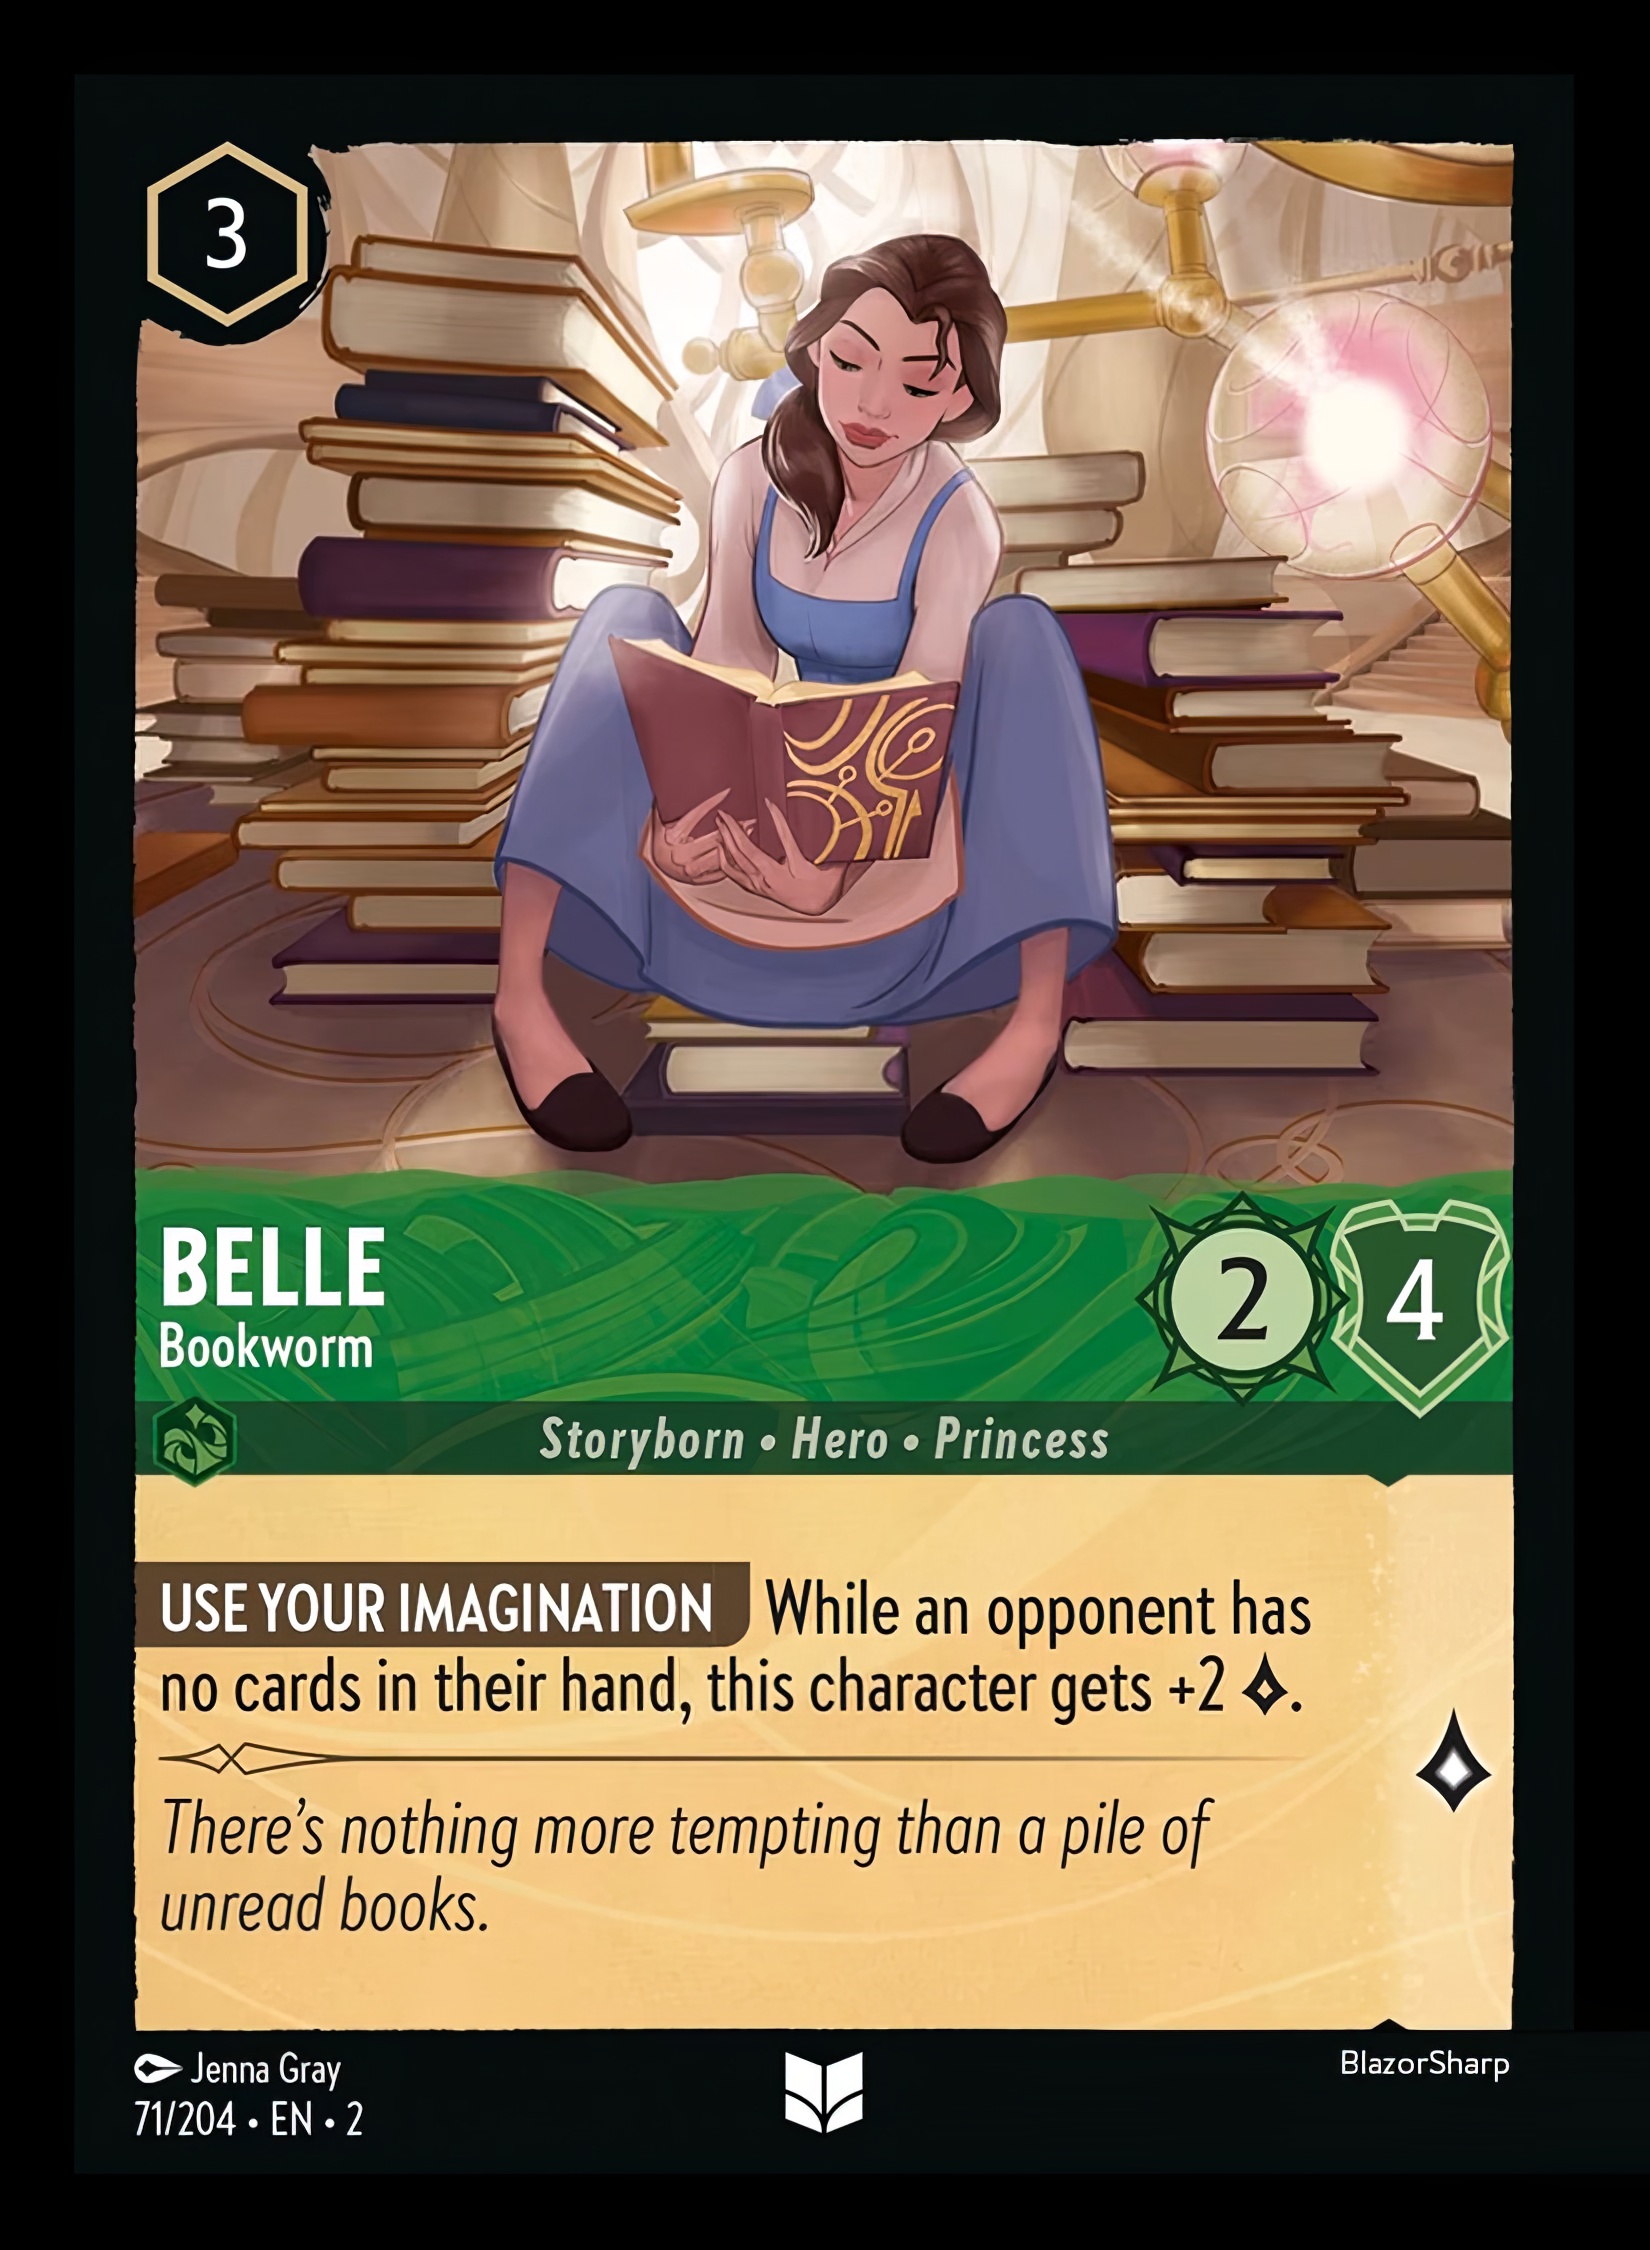 3
BELLE
Bookworm
2 4
Storyborn • Hero • Princess
USE YOUR IMAGINATION While an opponent has
no cards in their hand, this character gets +2 .
There's nothing more tempting than a pile of
unread books.
Jenna Gray
71/204 • EN • 2
BlazorSharp